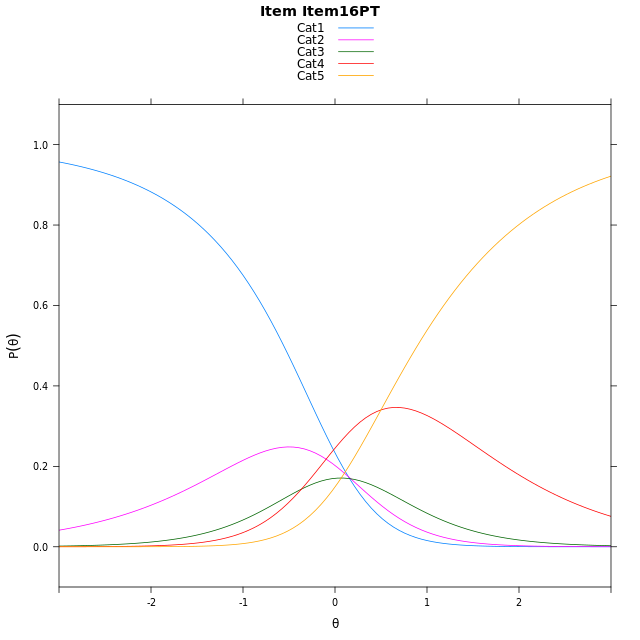 Item Item16PT
Cat1
Cat2
Cat3
Cat4
Cat5
1.0
0.8
0.6
0.4
0.2
0.0
P(θ)
-2 -1 0 1 2
θ